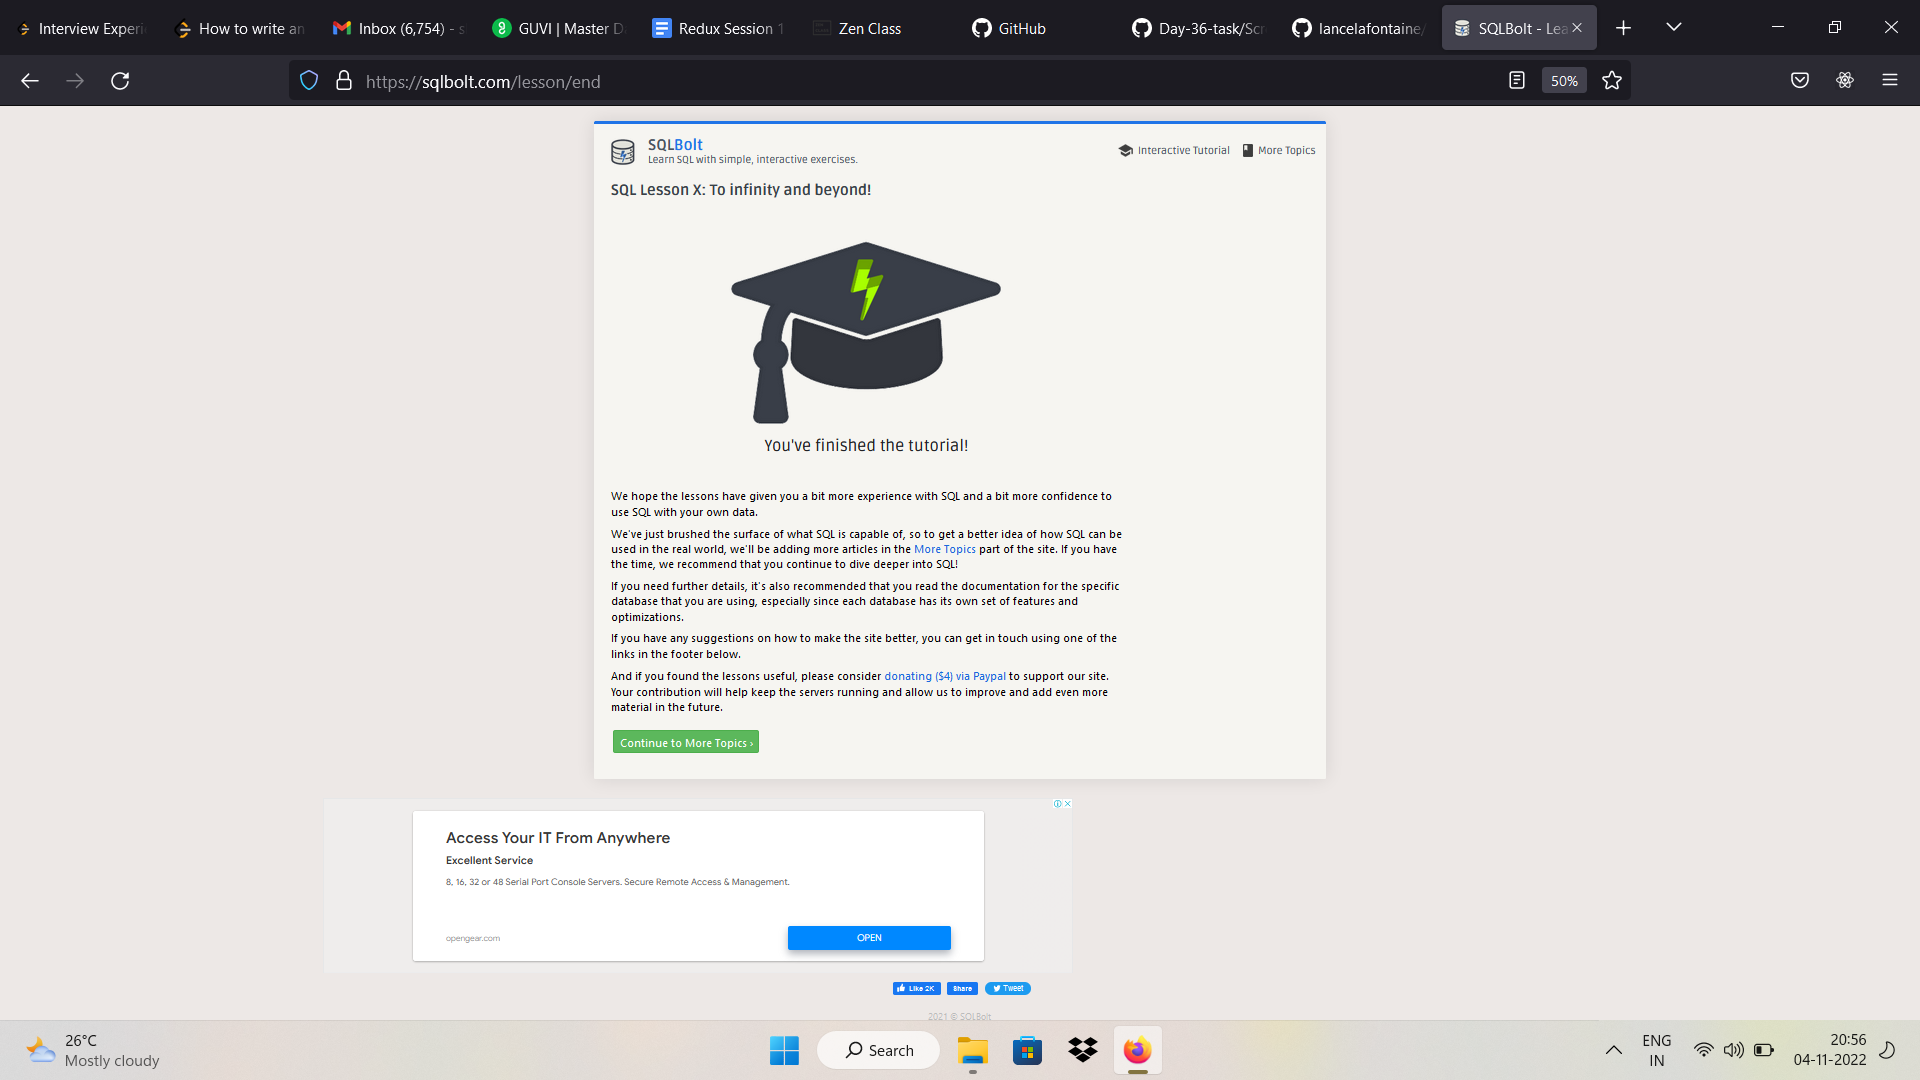 Interview Experi
How to write an
Inbox (6,754) - s
GUVI | Master D
Redux Session 1
Zen Class
GitHub
Day-36-task/Scr
lancelafontaine/
SQLBolt - Lea
https://sqlbolt.com/lesson/end
50%
SQLBolt
Learn SQL with simple, interactive exercises.
Interactive Tutorial
More Topics
SQL Lesson X: To infinity and beyond!
You've finished the tutorial!
We hope the lessons have given you a bit more experience with SQL and a bit more confidence to
use SQL with your own data.
We've just brushed the surface of what SQL is capable of, so to get a better idea of how SQL can be
used in the real world, we'll be adding more articles in the More Topics part of the site. If you have
the time, we recommend that you continue to dive deeper into SQL!
If you need further details, it's also recommended that you read the documentation for the specific
database that you are using, especially since each database has its own set of features and
optimizations.
If you have any suggestions on how to make the site better, you can get in touch using one of the
links in the footer below.
And if you found the lessons useful, please consider donating ($4) via Paypal to support our site.
Your contribution will help keep the servers running and allow us to improve and add even more
material in the future.
Continue to More Topics ›
Access Your IT From Anywhere
Excellent Service
8, 16, 32 or 48 Serial Port Console Servers. Secure Remote Access & Management.
opengear.com
OPEN
Like 2K
Share
Tweet
2021 © SQLBolt
26°C
Mostly cloudy
Search
ENG
IN
20:56
04-11-2022